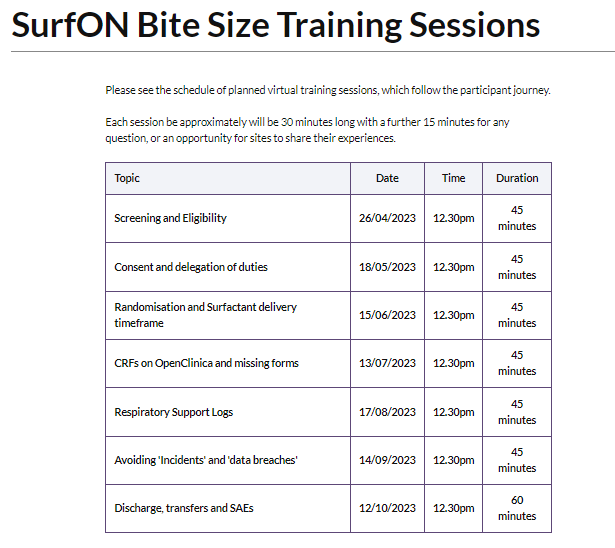 SurfON Bite Size Training Sessions
Please see the schedule of planned virtual training sessions, which follow the participant journey.
Each session be approximately will be 30 minutes long with a further 15 minutes for any
question, or an opportunity for sites to share their experiences.
Topic Date Time Duration
Screening and Eligibility 26/04/2023 12.30pm 45 minutes
Consent and delegation of duties 18/05/2023 12.30pm 45 minutes
Randomisation and Surfactant delivery timeframe 15/06/2023 12.30pm 45 minutes
CRFs on OpenClinica and missing forms 13/07/2023 12.30pm 45 minutes
Respiratory Support Logs 17/08/2023 12.30pm 45 minutes
Avoiding 'Incidents' and 'data breaches' 14/09/2023 12.30pm 45 minutes
Discharge, transfers and SAEs 12/10/2023 12.30pm 60 minutes